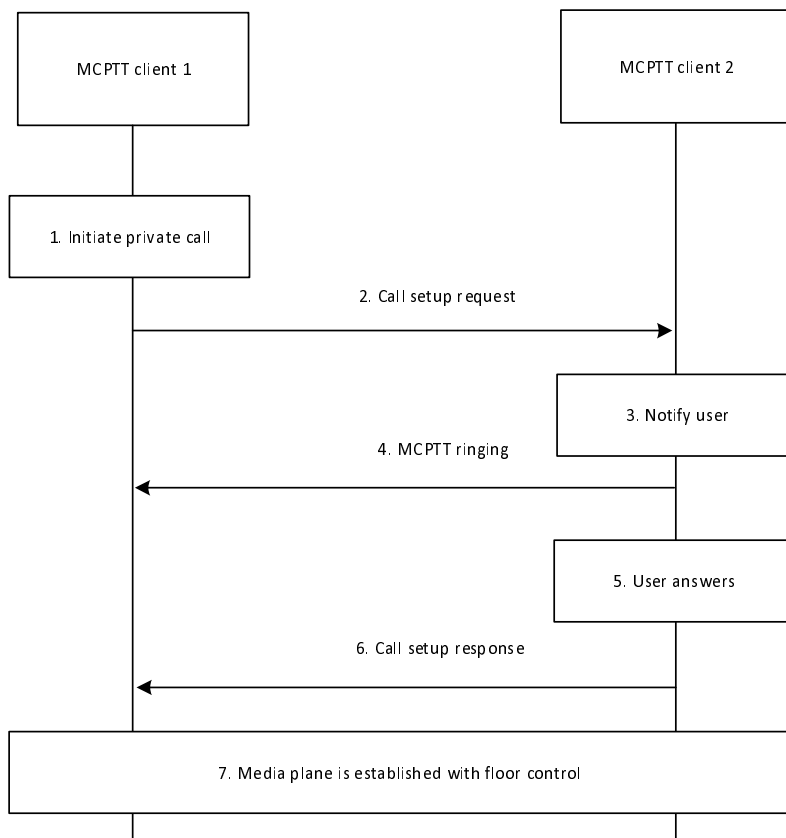 MCPTT client 1
MCPTT client 2
1. Initiate private call
2. Call setup request
3. Notify user
4. MCPTT ringing
5. User answers
6. Call setup response
7. Media plane is established with floor control